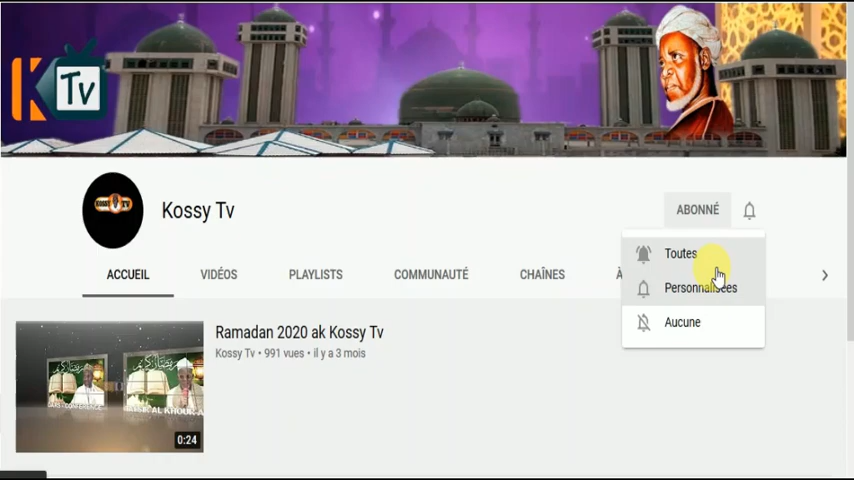 K Tv
Kossy Tv
ABONNÉ
Toutes
Personnalisées
Aucune
ACCUEIL VIDÉOS PLAYLISTS COMMUNAUTÉ CHAÎNES À
Ramadan 2020 ak Kossy Tv
Kossy Tv • 991 vues • il y a 3 mois
0:24